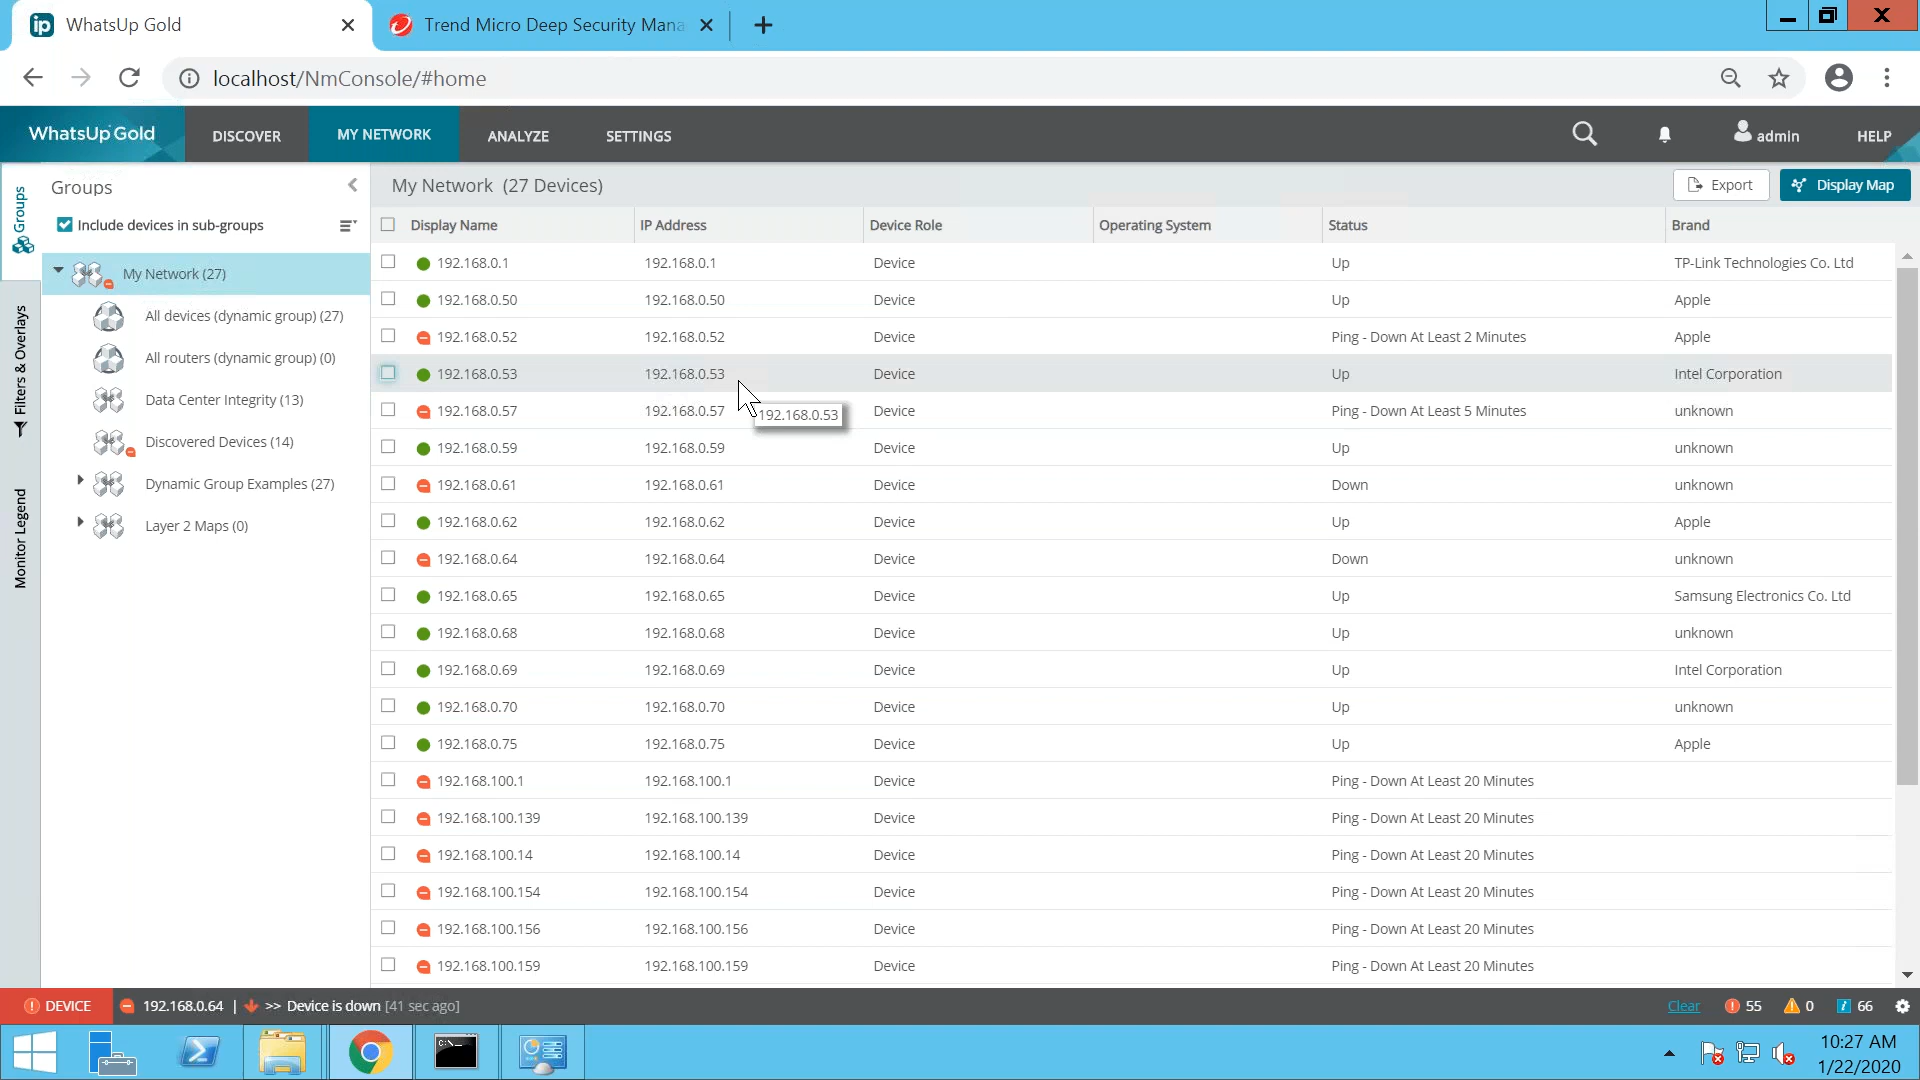 WhatsUp Gold
Trend Micro Deep Security Mana
localhost/NmConsole/#home
WhatsUp Gold DISCOVER MY NETWORK ANALYZE SETTINGS admin HELP
Groups
Filters & Overlays
Monitor Legend
Groups
Include devices in sub-groups
My Network (27)
All devices (dynamic group) (27)
All routers (dynamic group) (0)
Data Center Integrity (13)
Discovered Devices (14)
Dynamic Group Examples (27)
Layer 2 Maps (0)
My Network (27 Devices) Export Display Map
Display Name IP Address Device Role Operating System Status Brand
192.168.0.1 192.168.0.1 Device Up TP-Link Technologies Co. Ltd
192.168.0.50 192.168.0.50 Device Up Apple
192.168.0.52 192.168.0.52 Device Ping - Down At Least 2 Minutes Apple
192.168.0.53 192.168.0.53 Device Up Intel Corporation
192.168.0.57 192.168.0.57 Device Ping - Down At Least 5 Minutes unknown
192.168.0.53
192.168.0.59 192.168.0.59 Device Up unknown
192.168.0.61 192.168.0.61 Device Down unknown
192.168.0.62 192.168.0.62 Device Up Apple
192.168.0.64 192.168.0.64 Device Down unknown
192.168.0.65 192.168.0.65 Device Up Samsung Electronics Co. Ltd
192.168.0.68 192.168.0.68 Device Up unknown
192.168.0.69 192.168.0.69 Device Up Intel Corporation
192.168.0.70 192.168.0.70 Device Up unknown
192.168.0.75 192.168.0.75 Device Up Apple
192.168.100.1 192.168.100.1 Device Ping - Down At Least 20 Minutes
192.168.100.139 192.168.100.139 Device Ping - Down At Least 20 Minutes
192.168.100.14 192.168.100.14 Device Ping - Down At Least 20 Minutes
192.168.100.154 192.168.100.154 Device Ping - Down At Least 20 Minutes
192.168.100.156 192.168.100.156 Device Ping - Down At Least 20 Minutes
192.168.100.159 192.168.100.159 Device Ping - Down At Least 20 Minutes
DEVICE 192.168.0.64 | >> Device is down [41 sec ago] Clear 55 0 66
10:27 AM
1/22/2020